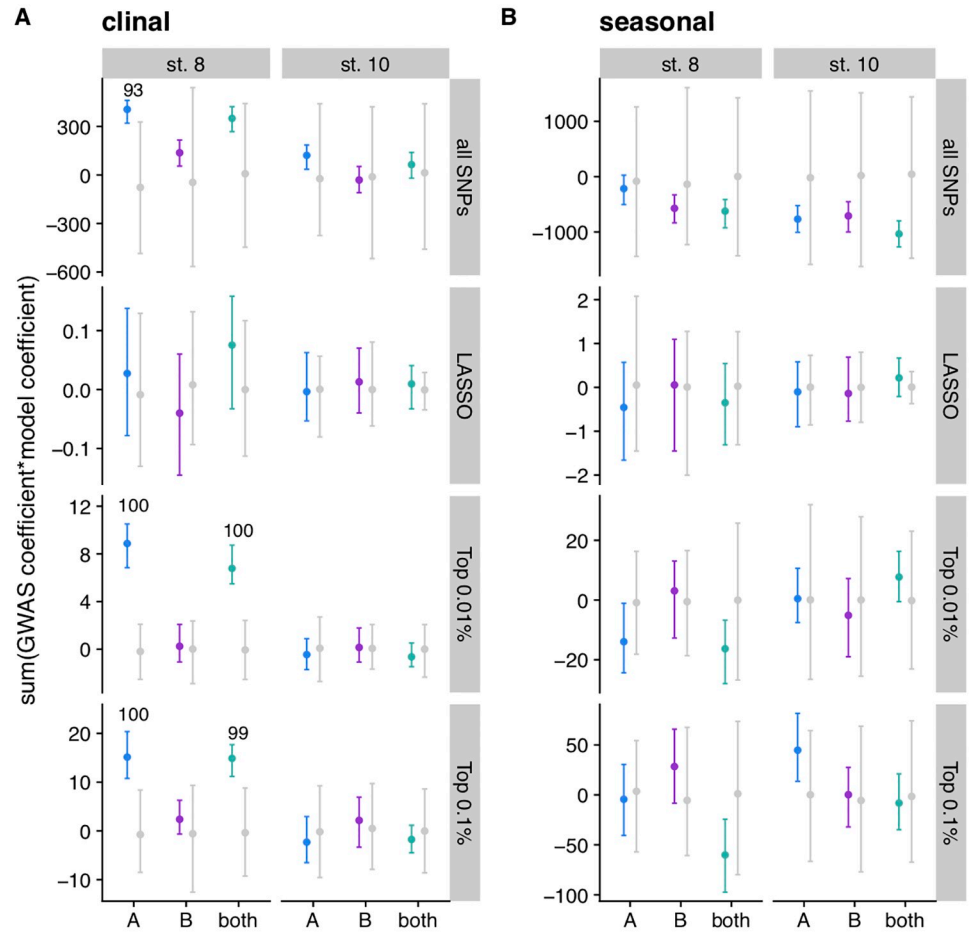 A
clinal
B
seasonal
st. 8
st. 10
st. 8
st. 10
sum(GWAS coefficient*model coefficient)
93
300
0
−300
−600
all SNPs
1000
0
−1000
all SNPs
0.1
0.0
−0.1
LASSO
2
1
0
−1
−2
LASSO
100
100
12
8
4
0
Top 0.01%
20
0
−20
Top 0.01%
100
99
20
10
0
−10
Top 0.1%
50
0
−50
−100
Top 0.1%
A B both A B both
A B both A B both